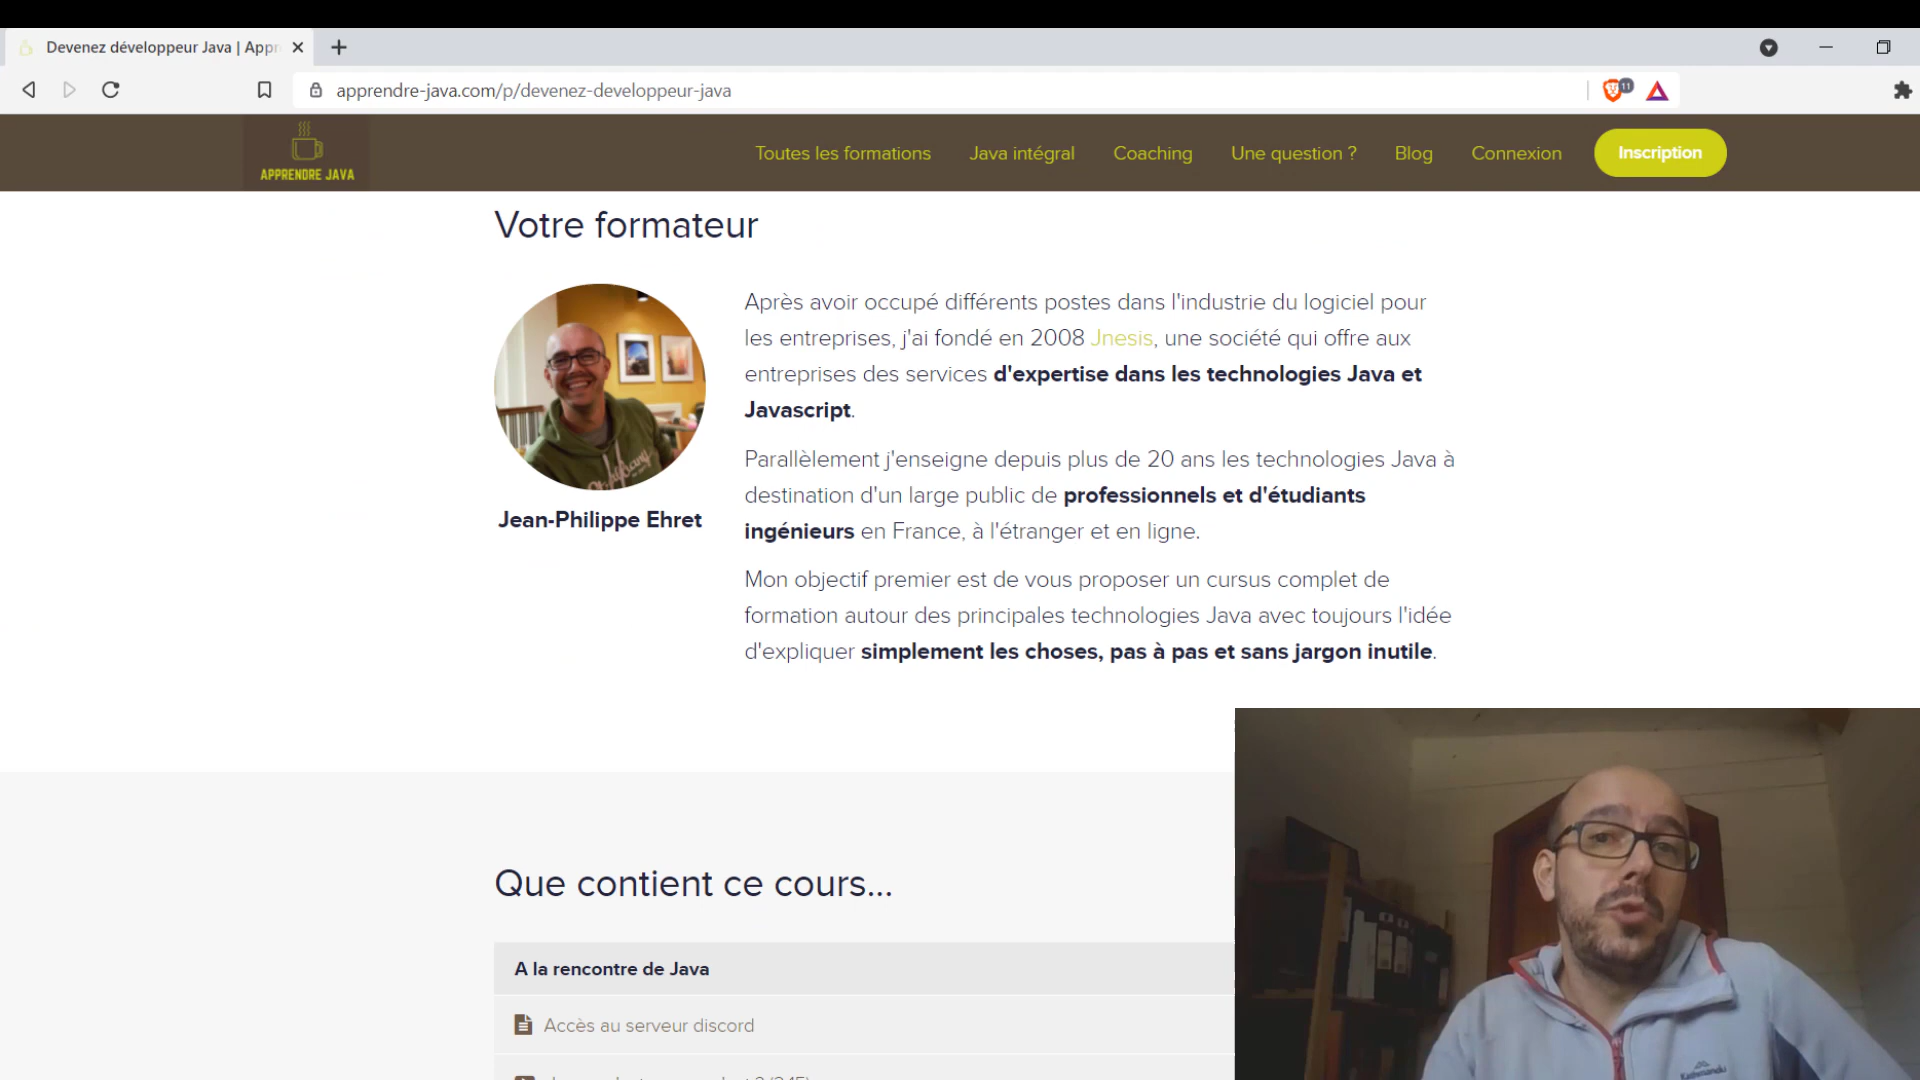 Devenez développeur Java | Appr
apprendre-java.com/p/devenez-developpeur-java
11
APPRENDRE JAVA
Toutes les formations
Java intégral
Coaching
Une question ?
Blog
Connexion
Inscription
Votre formateur
Jean-Philippe Ehret
Après avoir occupé différents postes dans l'industrie du logiciel pour
les entreprises, j'ai fondé en 2008 Jnesis, une société qui offre aux
entreprises des services d'expertise dans les technologies Java et
Javascript.
Parallèlement j'enseigne depuis plus de 20 ans les technologies Java à
destination d'un large public de professionnels et d'étudiants
ingénieurs en France, à l'étranger et en ligne.
Mon objectif premier est de vous proposer un cursus complet de
formation autour des principales technologies Java avec toujours l'idée
d'expliquer simplement les choses, pas à pas et sans jargon inutile.
Que contient ce cours...
A la rencontre de Java
Accès au serveur discord
Kathmandu